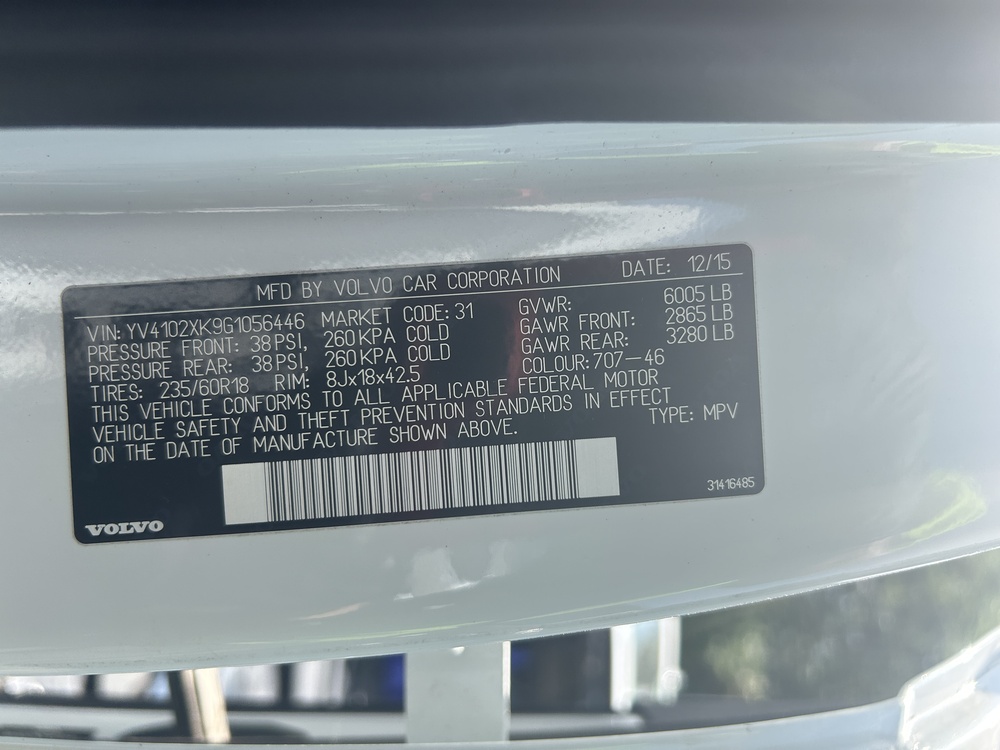 MFD BY VOLVO CAR CORPORATION DATE: 12/15
VIN: YV4102XK9G1056446 MARKET CODE: 31 GVWR: 6005 LB
PRESSURE FRONT: 38 PSI, 260 KPA COLD GAWR FRONT: 2865 LB
PRESSURE REAR: 38 PSI, 260 KPA COLD GAWR REAR: 3280 LB
TIRES: 235/60R18 RIM: 8Jx18x42.5 COLOUR: 707-46
THIS VEHICLE CONFORMS TO ALL APPLICABLE FEDERAL MOTOR
VEHICLE SAFETY AND THEFT PREVENTION STANDARDS IN EFFECT
ON THE DATE OF MANUFACTURE SHOWN ABOVE. TYPE: MPV
31416485
VOLVO